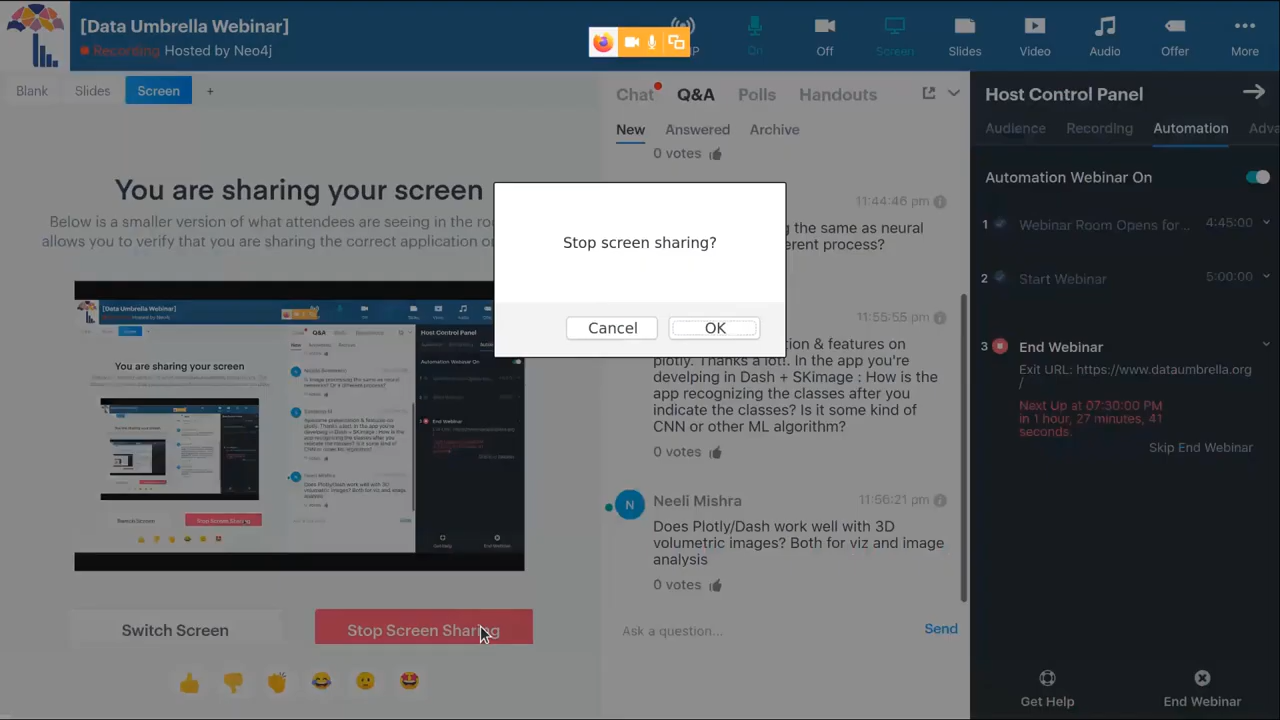 [Data Umbrella Webinar]
Recording Hosted by Neo4j
On
Off
Screen
Slides
Video
Audio
Offer
More
Blank
Slides
Screen
+
Chat
Q&A
Polls
Handouts
New
Answered
Archive
0 votes
You are sharing your screen
Below is a smaller version of what attendees are seeing in the
allows you to verify that you are sharing the correct application
11:44:46 pm
the same as neural
process?
Stop screen sharing?
Cancel
OK
11:55:55 pm
& features on
plotly. Thanks a lot! In the app you're
develping in Dash + SKimage : How is the
app recognizing the classes after you
indicate the classes? Is it some kind of
CNN or other ML algorithm?
0 votes
N
Neeli Mishra
11:56:21 pm
Does Plotly/Dash work well with 3D
volumetric images? Both for viz and image
analysis
0 votes
Ask a question...
Send
[Data Umbrella Webinar]
You are sharing your screen
Switch Screen
Stop Screen Sharing
Host Control Panel
Audience
Recording
Automation
Automation Webinar On
1 Webinar Room Opens for ... 4:45:00
2 Start Webinar 5:00:00
3 End Webinar
Exit URL: https://www.dataumbrella.org
/
Next Up at 07:30:00 PM
in 1 hour, 27 minutes, 41
seconds.
Skip End Webinar
Get Help
End Webinar